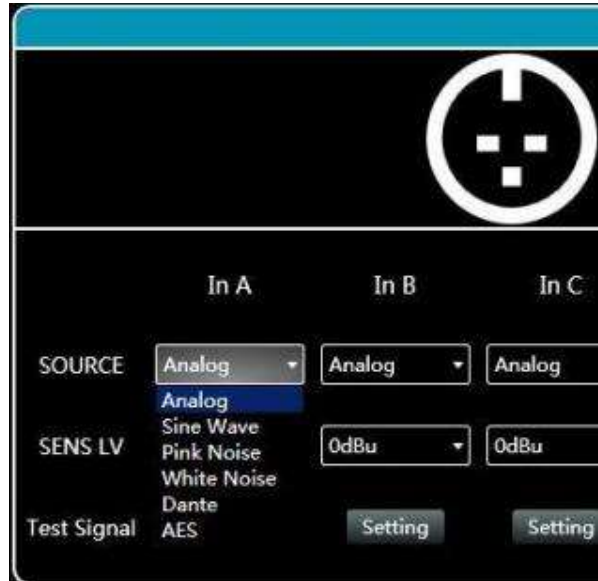 In A In B In C
SOURCE Analog Analog Analog
Analog
Sine Wave
SENS LV Pink Noise 0dBu 0dBu
White Noise
Dante
Test Signal AES Setting Setting